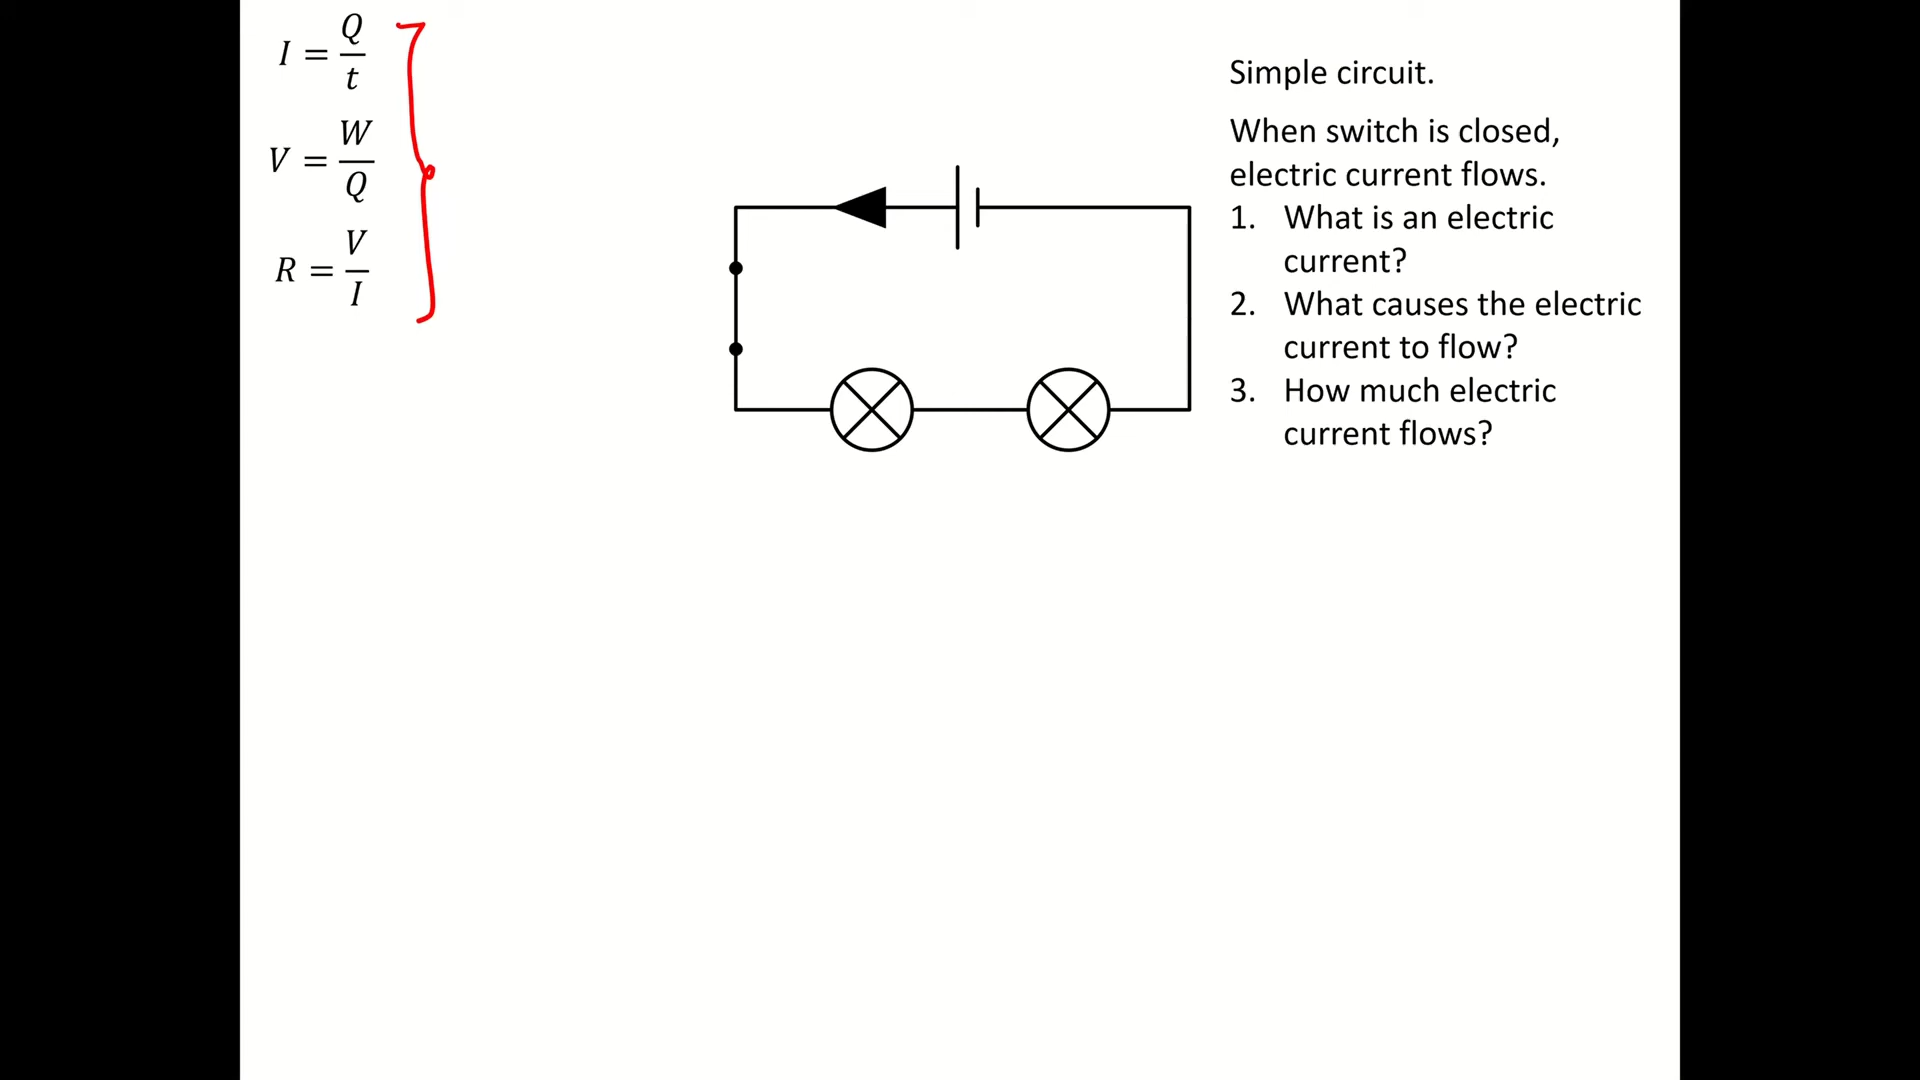 I = Q/t
V = W/Q
R = V/I
Simple circuit.
When switch is closed,
electric current flows.
1. What is an electric
current?
2. What causes the electric
current to flow?
3. How much electric
current flows?